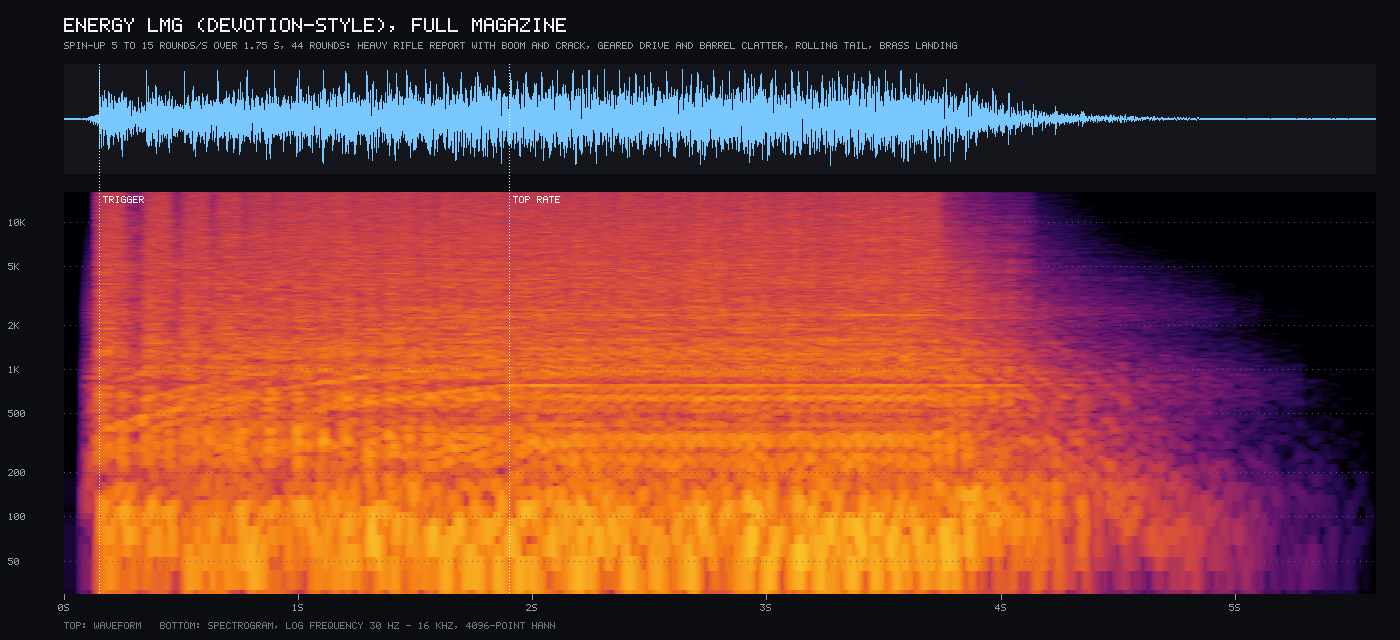 ENERGY LMG (DEVOTION-STYLE), FULL MAGAZINE
SPIN-UP 5 TO 15 ROUNDS/S OVER 1.75 S, 44 ROUNDS: HEAVY RIFLE REPORT WITH BOOM AND CRACK, GEARED DRIVE AND BARREL CLATTER, ROLLING TAIL, BRASS LANDING
TRIGGER TOP RATE
10K
5K
2K
1K
500
200
100
50
0S 1S 2S 3S 4S 5S
TOP: WAVEFORM BOTTOM: SPECTROGRAM, LOG FREQUENCY 30 HZ - 16 KHZ, 4096-POINT HANN